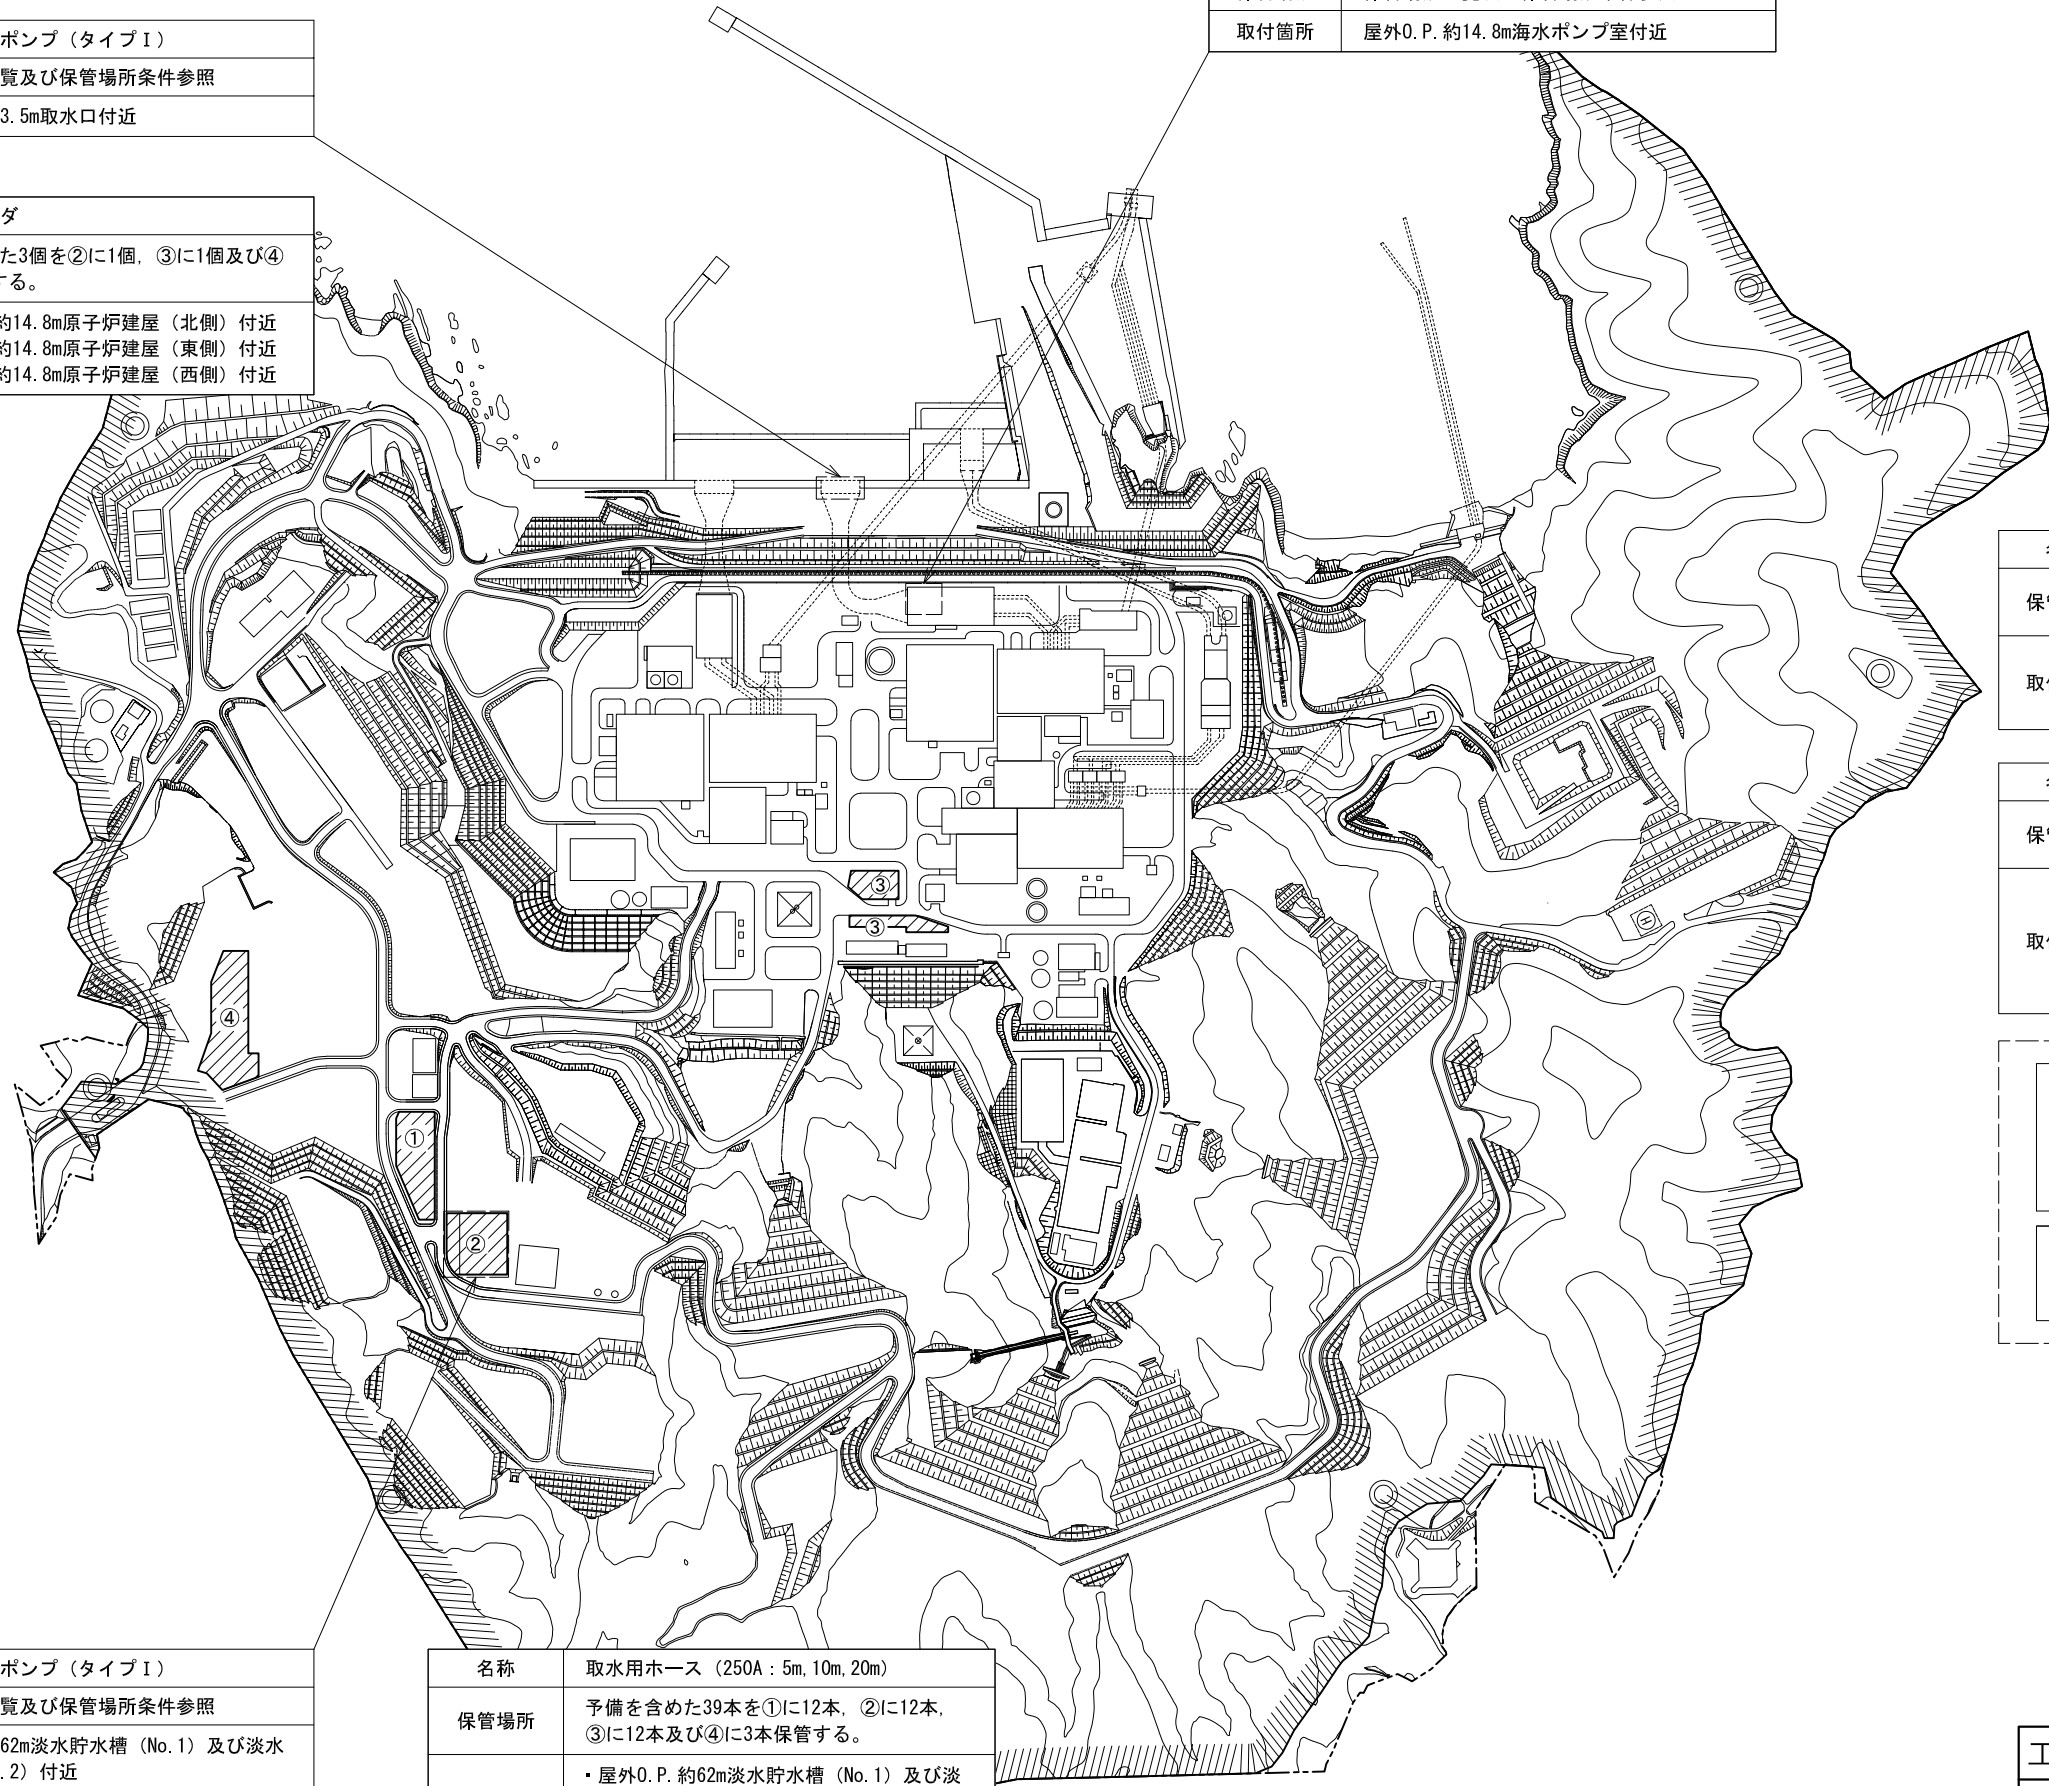 取付箇所 屋外O.P.約14.8m海水ポンプ室付近
ポンプ（タイプⅠ）
覧及び保管場所条件参照
3.5m取水口付近
ダ
た3個を②に1個，③に1個及び④
する。
約14.8m原子炉建屋（北側）付近
約14.8m原子炉建屋（東側）付近
約14.8m原子炉建屋（西側）付近
保管
取付
保管
取付
③
③
④
①
②
H
ポンプ（タイプⅠ）
覧及び保管場所条件参照
62m淡水貯水槽（No.1）及び淡水
.2）付近
名称 取水用ホース（250A：5m,10m,20m）
保管場所 予備を含めた39本を①に12本，②に12本，
③に12本及び④に3本保管する。
・屋外O.P.約62m淡水貯水槽（No.1）及び淡
工